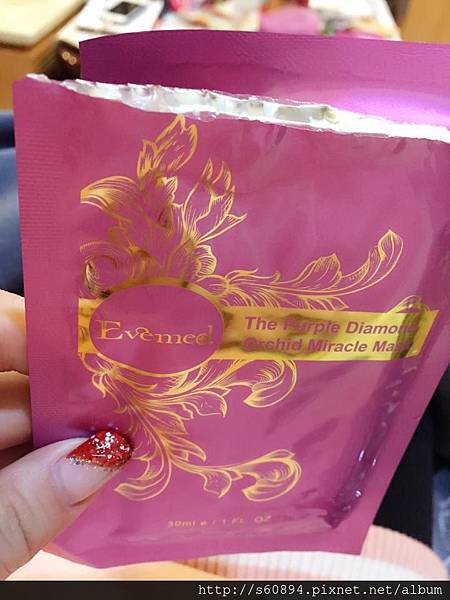 Evemed.
The Purple Diamond
Orchid Miracle Mask
30ml e / 1 FL. OZ
http://s60894.pixnet.net/album